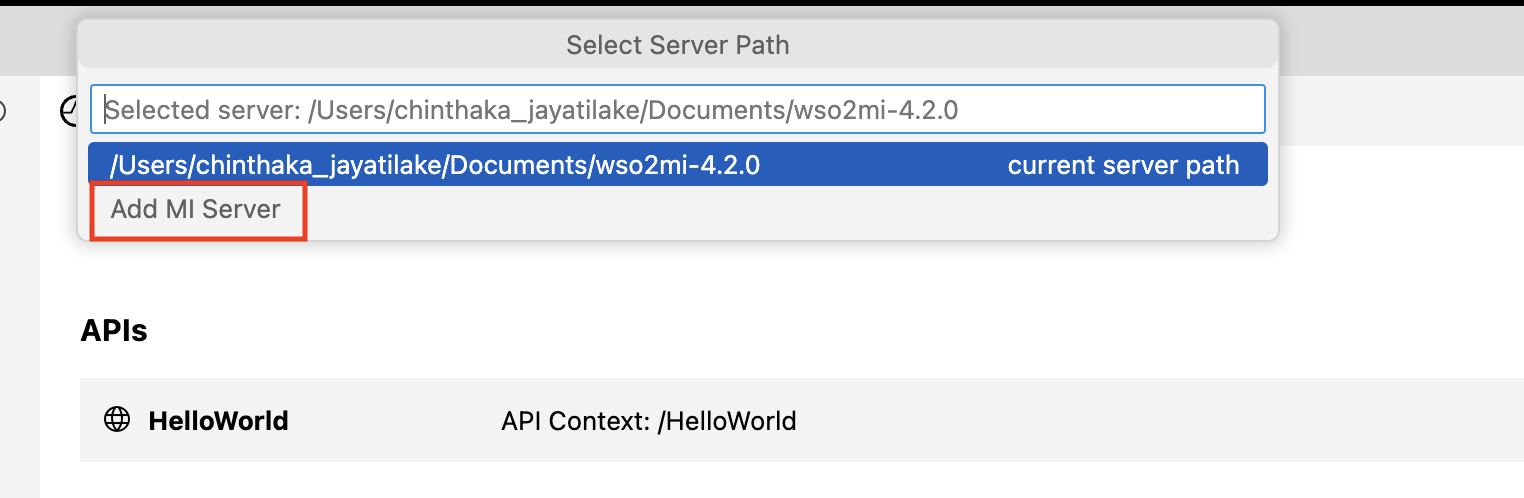 Select Server Path
Selected server: /Users/chinthaka_jayatilake/Documents/wso2mi-4.2.0
/Users/chinthaka_jayatilake/Documents/wso2mi-4.2.0 current server path
Add MI Server
APIs
HelloWorld API Context: /HelloWorld